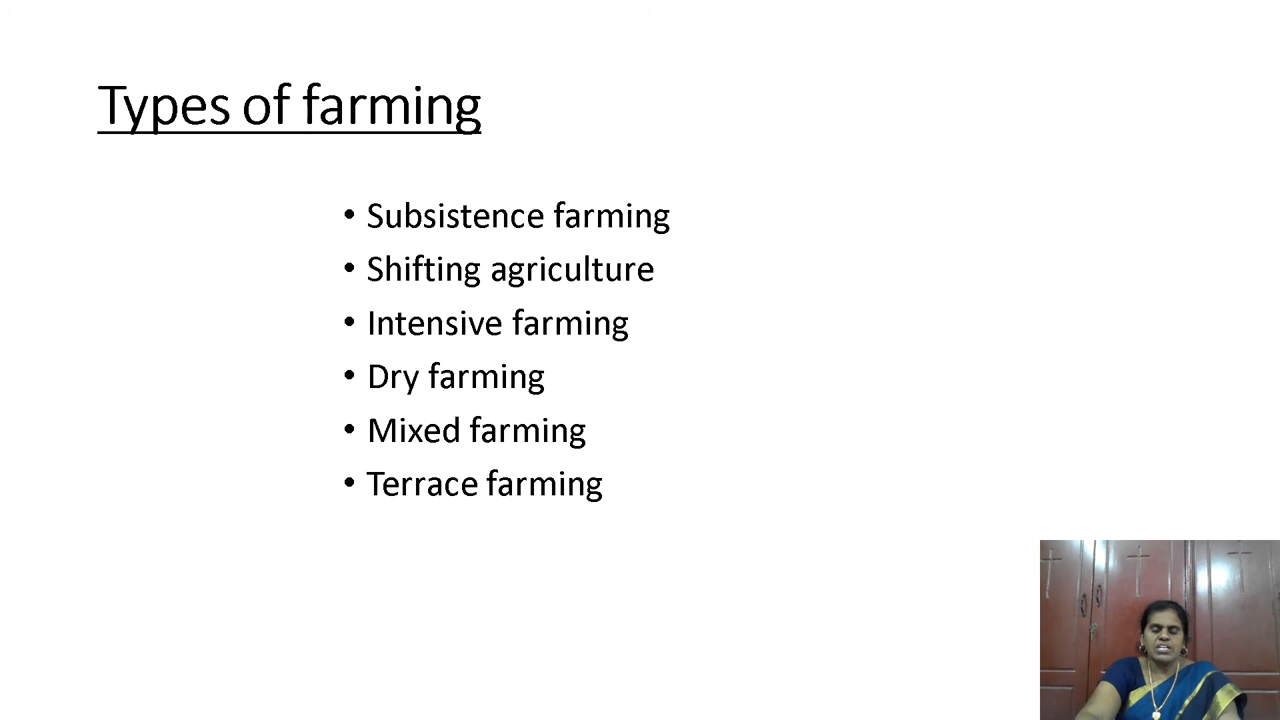 Types of farming
• Subsistence farming
• Shifting agriculture
• Intensive farming
• Dry farming
• Mixed farming
• Terrace farming